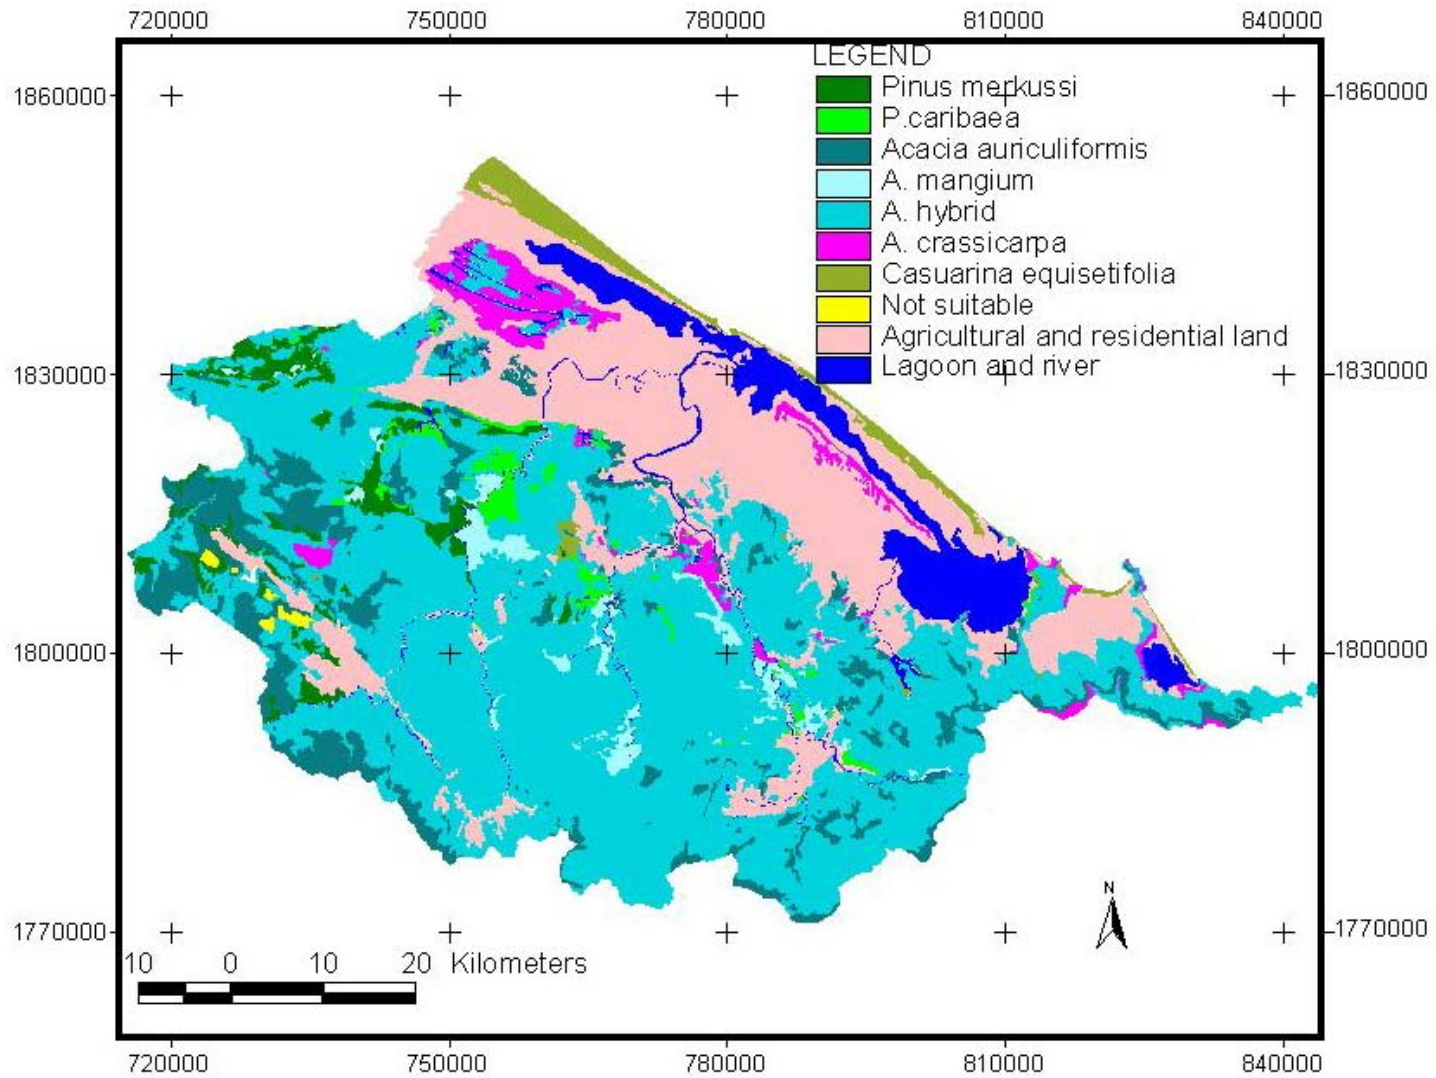 720000 750000 780000 810000 840000
LEGEND
1860000 1860000
Pinus merkussi
P.caribaea
Acacia auriculiformis
A. mangium
A. hybrid
A. crassicarpa
Casuarina equisetifolia
Not suitable
Agricultural and residential land
Lagoon and river
1830000 1830000
1800000 1800000
N
1770000 1770000
10 0 10 20 Kilometers
720000 750000 780000 810000 840000